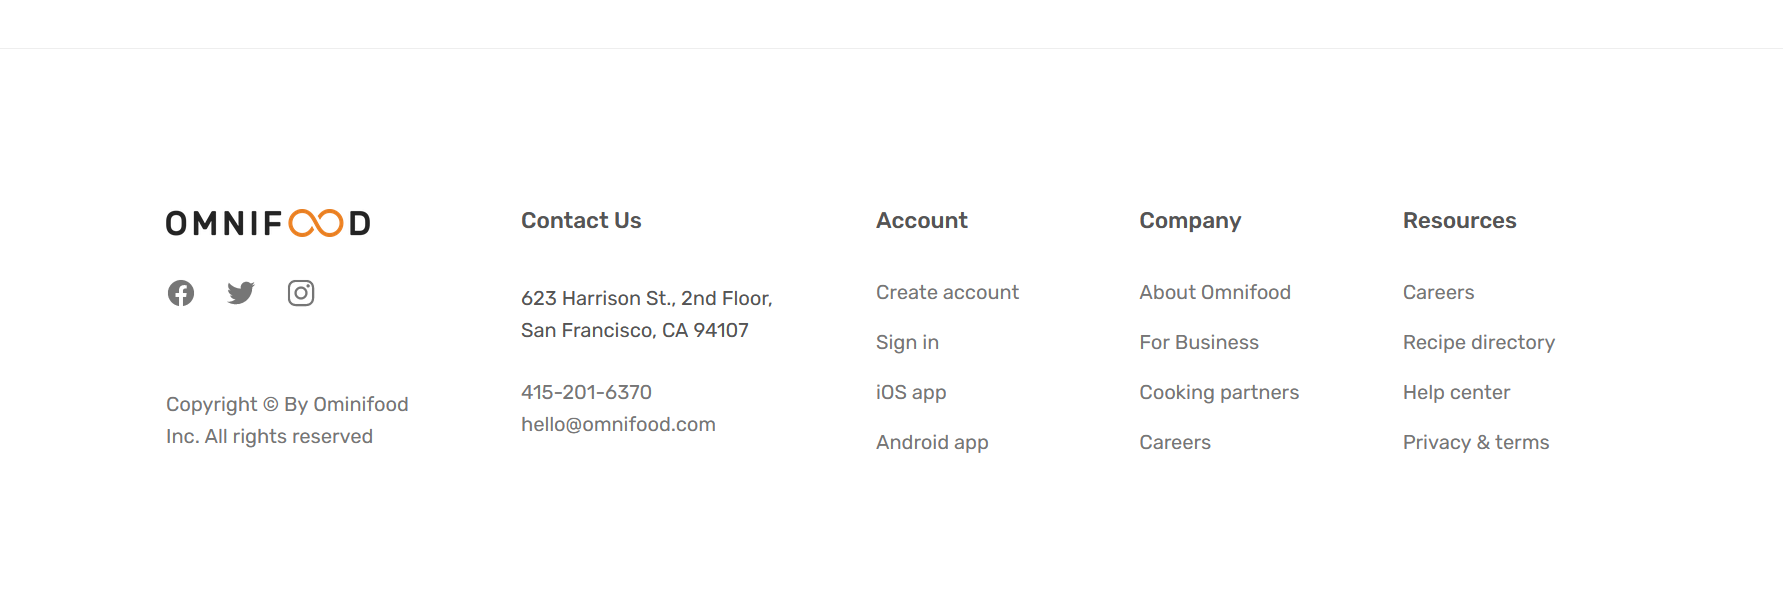 OMNIFOOD
Copyright © By Ominifood
Inc. All rights reserved
Contact Us
623 Harrison St., 2nd Floor,
San Francisco, CA 94107
415-201-6370
hello@omnifood.com
Account
Create account
Sign in
iOS app
Android app
Company
About Omnifood
For Business
Cooking partners
Careers
Resources
Careers
Recipe directory
Help center
Privacy & terms